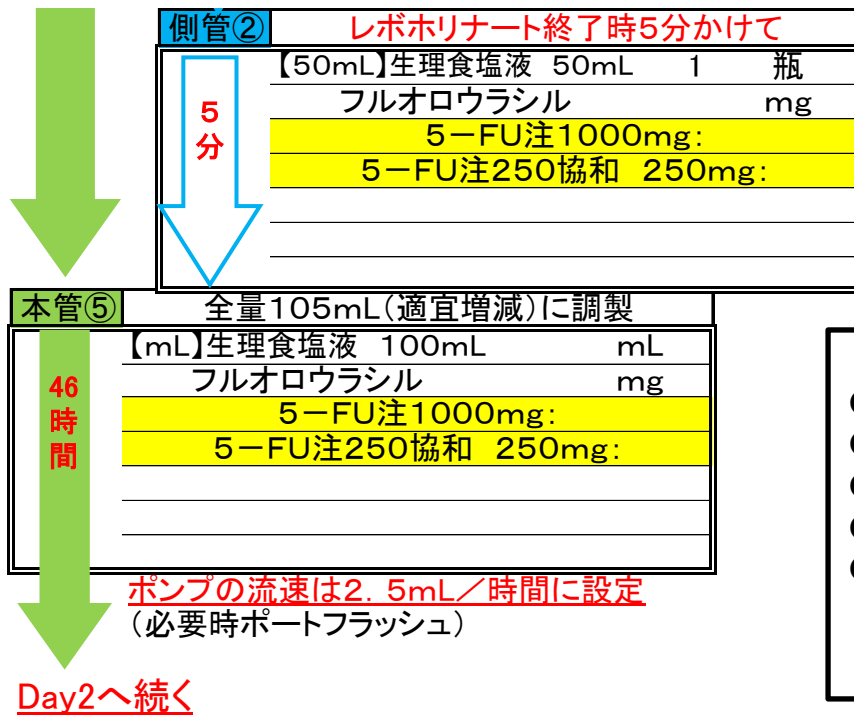 側管② レボホリナート終了時5分かけて
【50mL】生理食塩液 50mL 1 瓶
フルオロウラシル mg
5-FU注1000mg:
5-FU注250協和 250mg:
5
分
本管⑤ 全量105mL(適宜増減)に調製
【mL】生理食塩液 100mL mL
フルオロウラシル mg
5-FU注1000mg:
5-FU注250協和 250mg:
46
時
間
ポンプの流速は2.5mL/時間に設定
(必要時ポートフラッシュ)
Day2へ続く